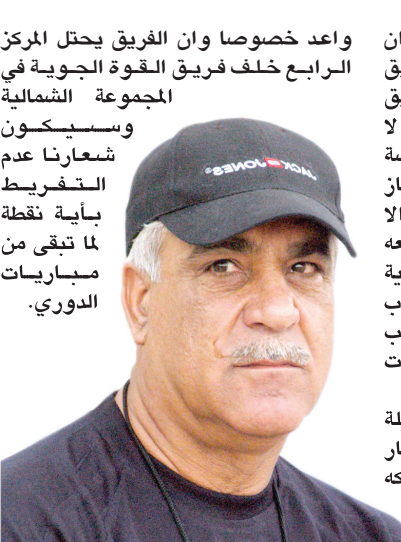 واعد خصوصا وان الفريق يحتل المركز
الرابع خلف فريق القوة الجوية في
المجموعة الشمالية
وسيكون
شعارنا عدم
التفريط
بأية نقطة
لما تبقى من
مباريات
الدوري.
JACK JONES